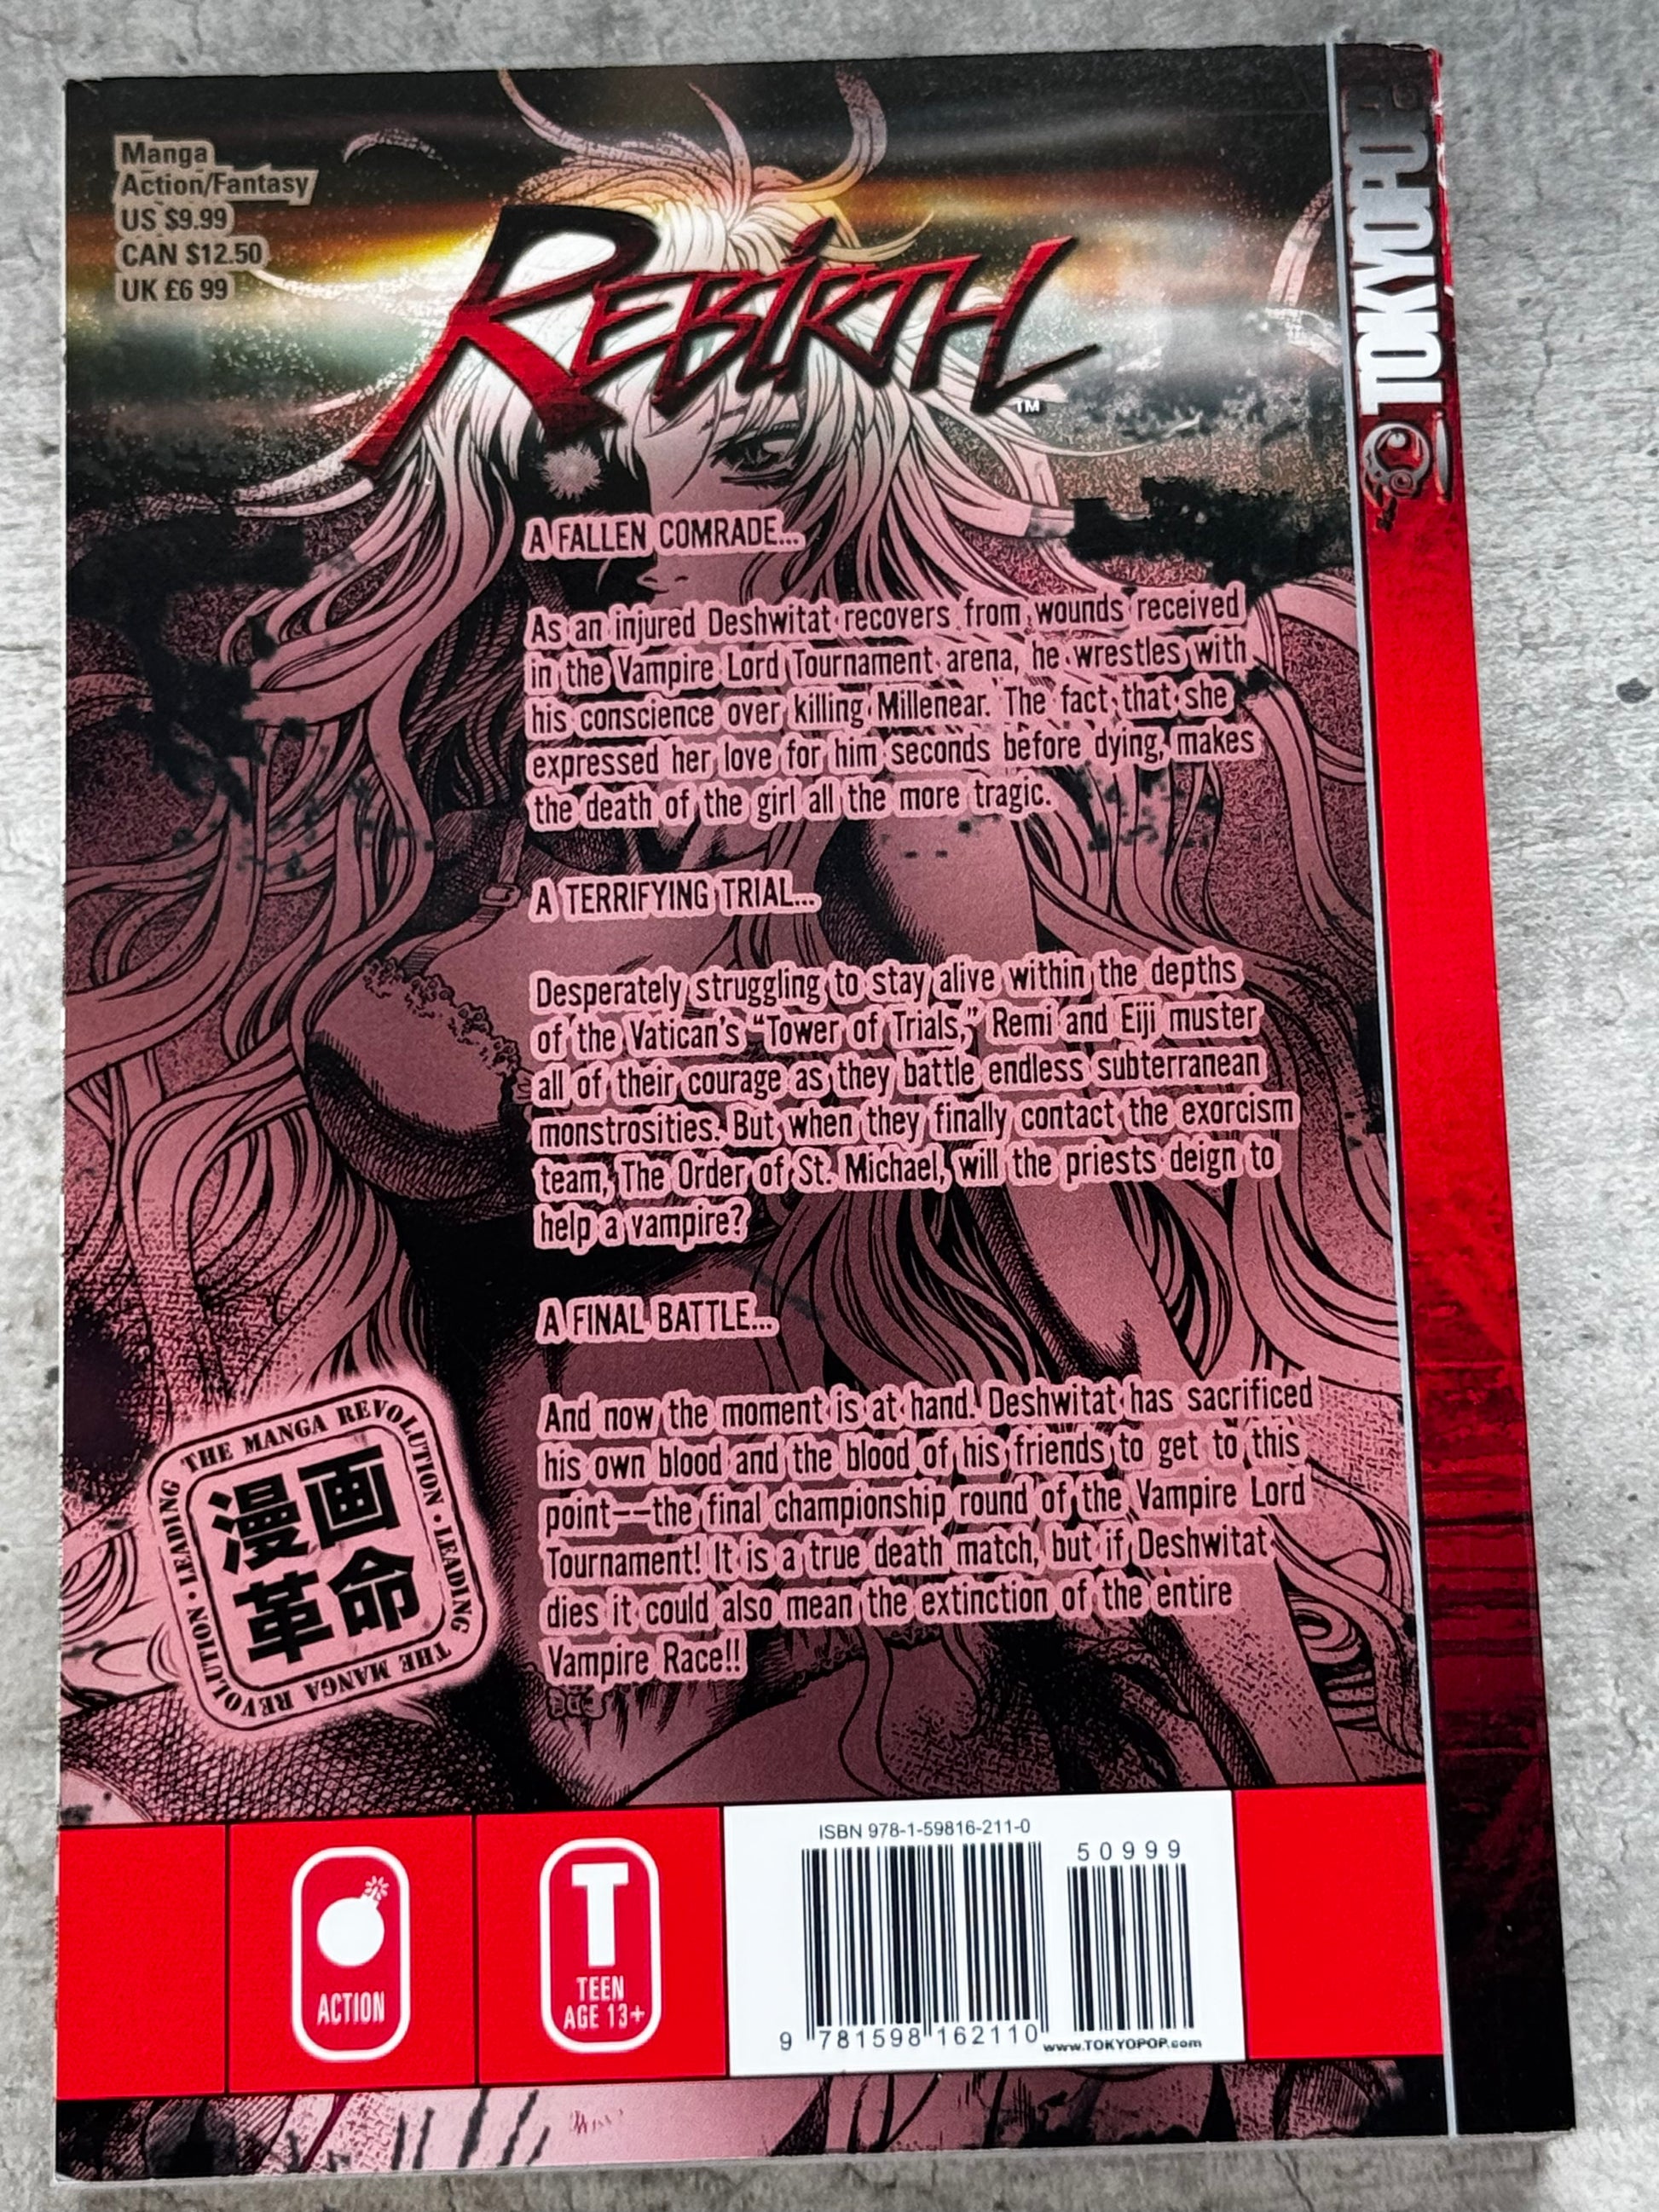 Manga
Action/Fantasy
US $9.99
CAN $12.50
UK £6 99
REBIRTH™
TOKYOPOP
A FALLEN COMRADE...
As an injured Deshwitat recovers from wounds received
in the Vampire Lord Tournament arena, he wrestles with
his conscience over killing Millenear. The fact that she
expressed her love for him seconds before dying, makes
the death of the girl all the more tragic.
A TERRIFYING TRIAL...
Desperately struggling to stay alive within the depths
of the Vatican's “Tower of Trials,” Remi and Eiji muster
all of their courage as they battle endless subterranean
monstrosities. But when they finally contact the exorcism
team, The Order of St. Michael, will the priests deign to
help a vampire?
A FINAL BATTLE...
And now the moment is at hand. Deshwitat has sacrificed
his own blood and the blood of his friends to get to this
point—the final championship round of the Vampire Lord
Tournament! It is a true death match, but if Deshwitat
dies it could also mean the extinction of the entire
Vampire Race!!
THE MANGA REVOLUTION • LEADING
THE MANGA REVOLUTION • LEADING
漫画
革命
ACTION
T
TEEN
AGE 13+
ISBN 978-1-59816-211-0
50999
9 781598 162110
www.TOKYOPOP.com